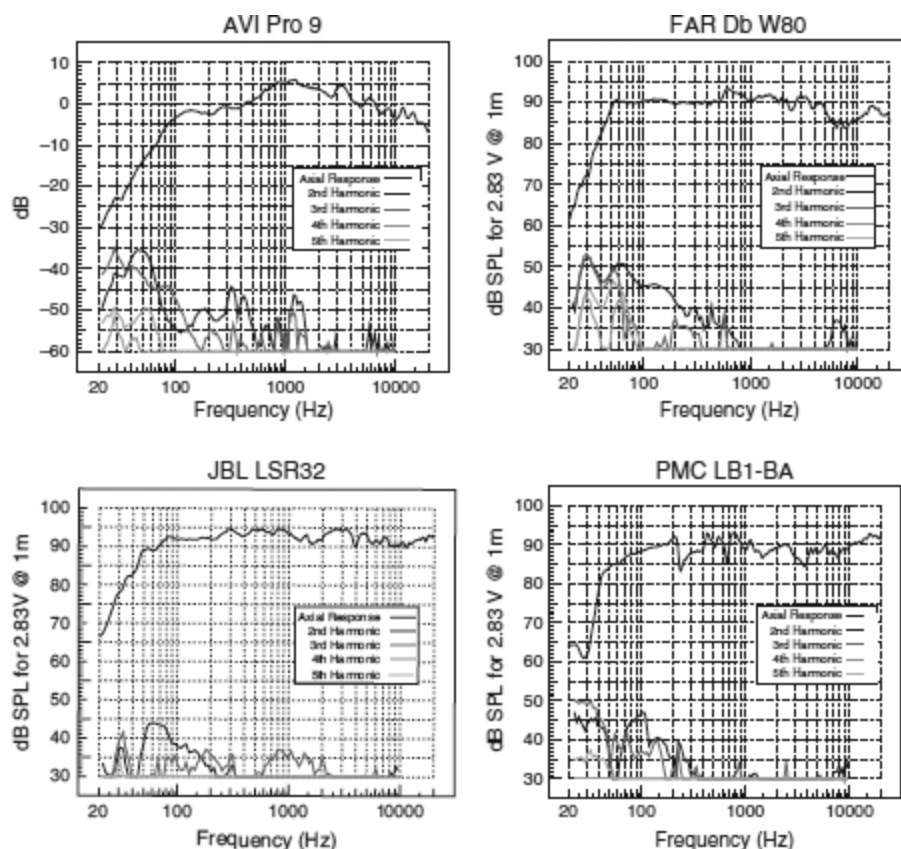 AVI Pro 9
10
0
–10
–20
–30
–40
–50
–60
dB
Axial Response
2nd Harmonic
3rd Harmonic
4th Harmonic
5th Harmonic
20 100 1000 10000
Frequency (Hz)
FAR Db W80
100
90
80
70
60
50
40
30
dB SPL for 2.83 V @ 1m
Axial Response
2nd Harmonic
3rd Harmonic
4th Harmonic
5th Harmonic
20 100 1000 10000
Frequency (Hz)
JBL LSR32
100
90
80
70
60
50
40
30
dB SPL for 2.83V @ 1m
Axial Response
2nd Harmonic
3rd Harmonic
4th Harmonic
5th Harmonic
20 100 1000 10000
Frequency (Hz)
PMC LB1-BA
100
90
80
70
60
50
40
30
dB SPL for 2.83 V @ 1m
Axial Response
2nd Harmonic
3rd Harmonic
4th Harmonic
5th Harmonic
20 100 1000 10000
Frequency (Hz)